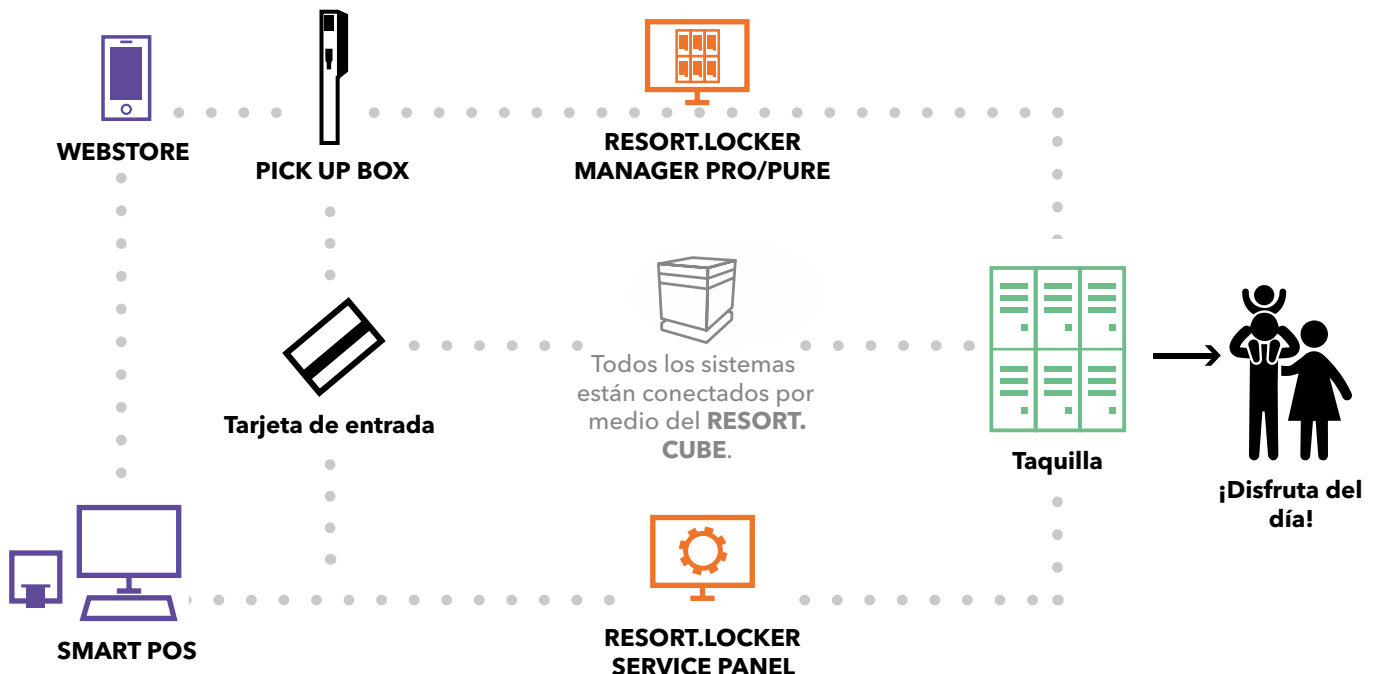 WEBSTORE
PICK UP BOX
RESORT.LOCKER
MANAGER PRO/PURE
Tarjeta de entrada
Todos los sistemas
están conectados por
medio del RESORT.
CUBE.
Taquilla
¡Disfruta del
día!
SMART POS
RESORT.LOCKER
SERVICE PANEL